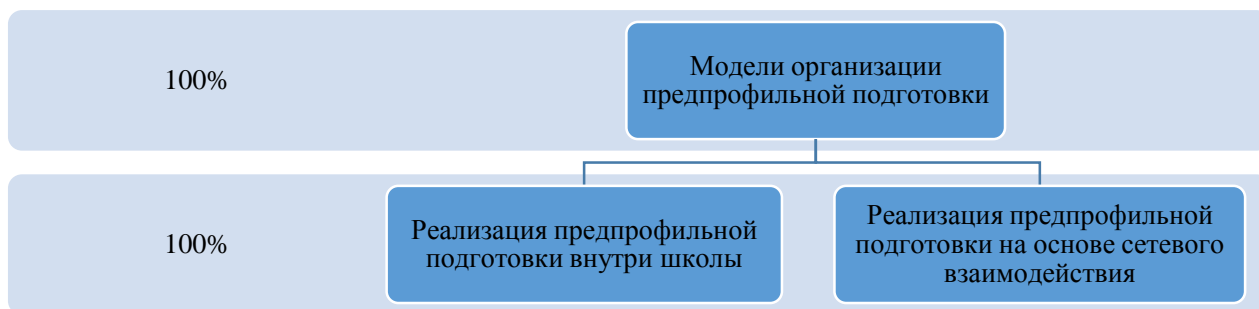 100%
Модели организации
предпрофильной подготовки
100%
Реализация предпрофильной
подготовки внутри школы
Реализация предпрофильной
подготовки на основе сетевого
взаимодействия